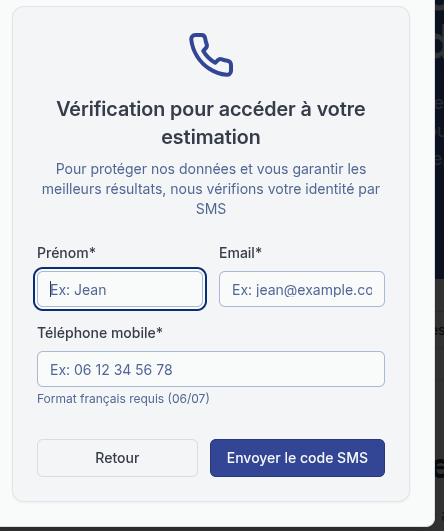 Vérification pour accéder à votre
estimation
Pour protéger nos données et vous garantir les
meilleurs résultats, nous vérifions votre identité par
SMS
Prénom* Email*
Ex: Jean Ex: jean@example.co
Téléphone mobile*
Ex: 06 12 34 56 78
Format français requis (06/07)
Retour Envoyer le code SMS